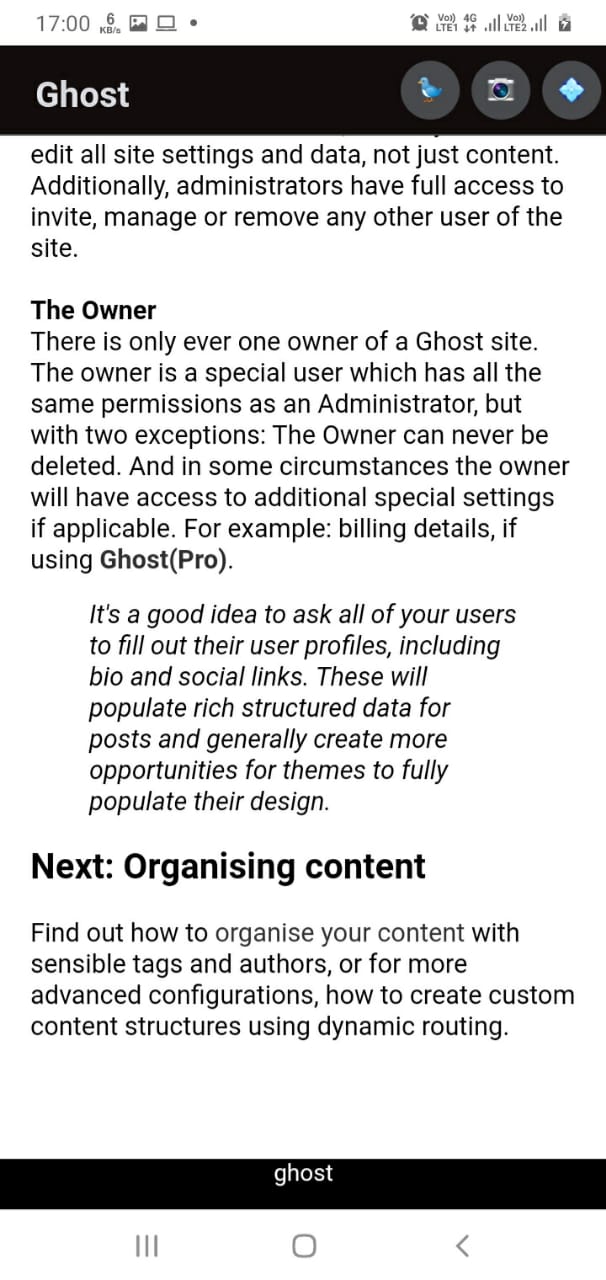 17:00 6 KB/s Vo)) LTE1 4G Vo)) LTE2
Ghost
edit all site settings and data, not just content.
Additionally, administrators have full access to
invite, manage or remove any other user of the
site.
The Owner
There is only ever one owner of a Ghost site.
The owner is a special user which has all the
same permissions as an Administrator, but
with two exceptions: The Owner can never be
deleted. And in some circumstances the owner
will have access to additional special settings
if applicable. For example: billing details, if
using Ghost(Pro).
It's a good idea to ask all of your users
to fill out their user profiles, including
bio and social links. These will
populate rich structured data for
posts and generally create more
opportunities for themes to fully
populate their design.
Next: Organising content
Find out how to organise your content with
sensible tags and authors, or for more
advanced configurations, how to create custom
content structures using dynamic routing.
ghost